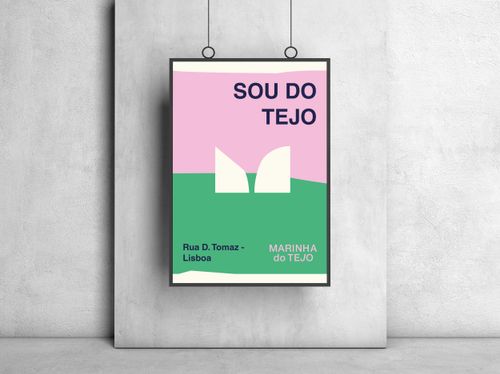 SOU DO
TEJO
Rua D. Tomaz -
Lisboa
MARINHA
do TEJO